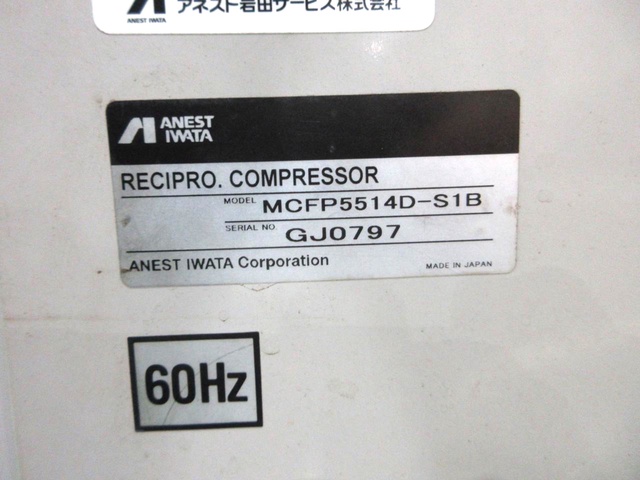 アネスト岩田サービス株式会社
ANEST IWATA
ANEST
IWATA
RECIPRO. COMPRESSOR
MODEL MCFP5514D-S1B
SERIAL NO. GJ0797
ANEST IWATA Corporation MADE IN JAPAN
60Hz